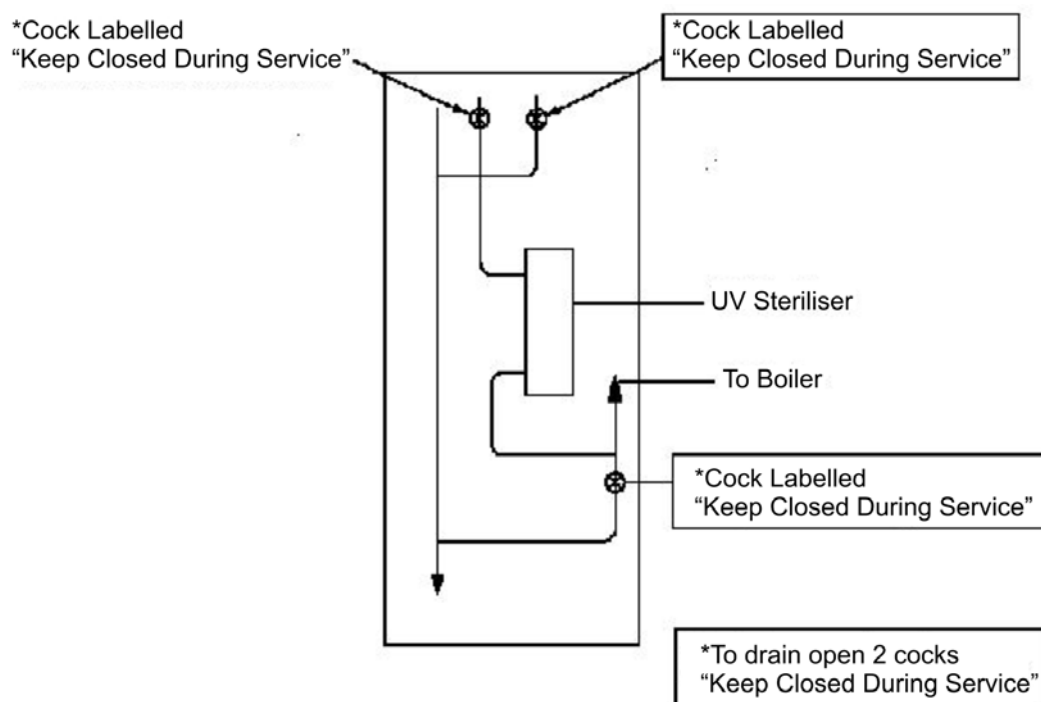 *Cock Labelled
“Keep Closed During Service”
*Cock Labelled
“Keep Closed During Service”
UV Steriliser
To Boiler
*Cock Labelled
“Keep Closed During Service”
*To drain open 2 cocks
“Keep Closed During Service”